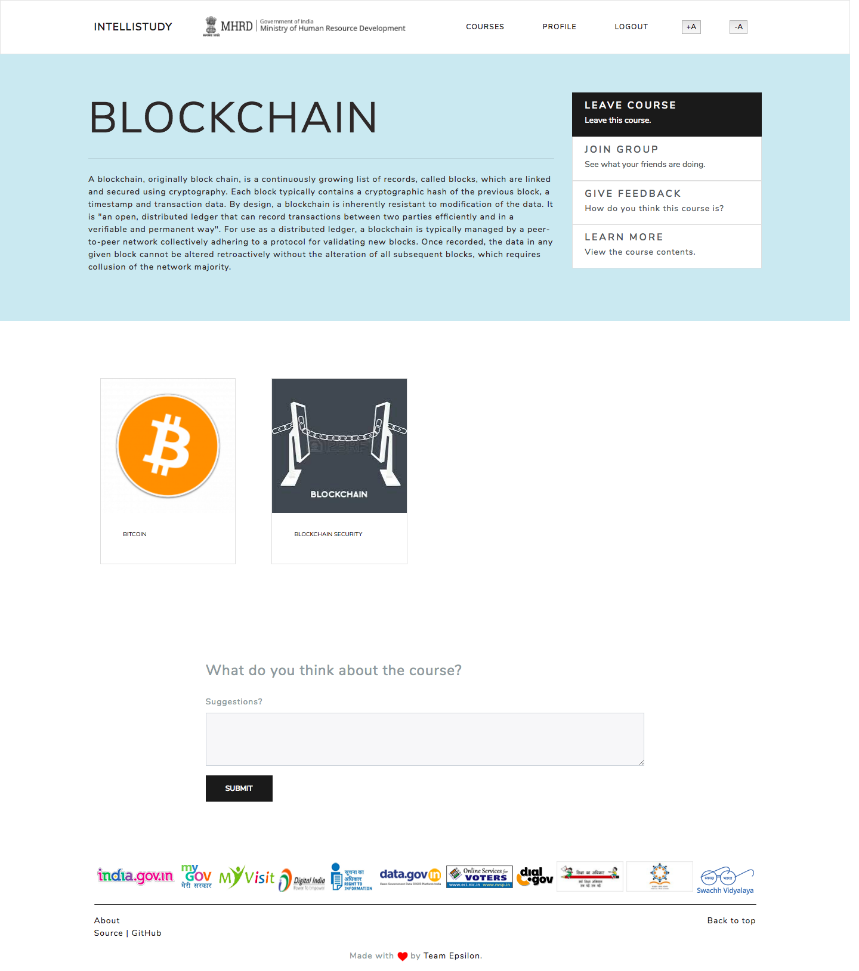 INTELLISTUDY
MHRD
Government of India
Ministry of Human Resource Development
COURSES
PROFILE
LOGOUT
+A
-A
BLOCKCHAIN
A blockchain, originally block chain, is a continuously growing list of records, called blocks, which are linked
and secured using cryptography. Each block typically contains a cryptographic hash of the previous block, a
timestamp and transaction data. By design, a blockchain is inherently resistant to modification of the data. It
is "an open, distributed ledger that can record transactions between two parties efficiently and in a
verifiable and permanent way". For use as a distributed ledger, a blockchain is typically managed by a peer-
to-peer network collectively adhering to a protocol for validating new blocks. Once recorded, the data in any
given block cannot be altered retroactively without the alteration of all subsequent blocks, which requires
collusion of the network majority.
LEAVE COURSE
Leave this course.
JOIN GROUP
See what your friends are doing.
GIVE FEEDBACK
How do you think this course is?
LEARN MORE
View the course contents.
BLOCKCHAIN
BITCOIN
BLOCKCHAIN SECURITY
What do you think about the course?
Suggestions?
SUBMIT
india.gov.in
my GOV
मेरी सरकार
MY Visit
Digital India
सूचना का
अधिकार
RIGHT TO
INFORMATION
data.gov in
Online Services for
VOTERS
dial.gov
Swachh Vidyalaya
About
Back to top
Source | GitHub
Made with ❤ by Team Epsilon.